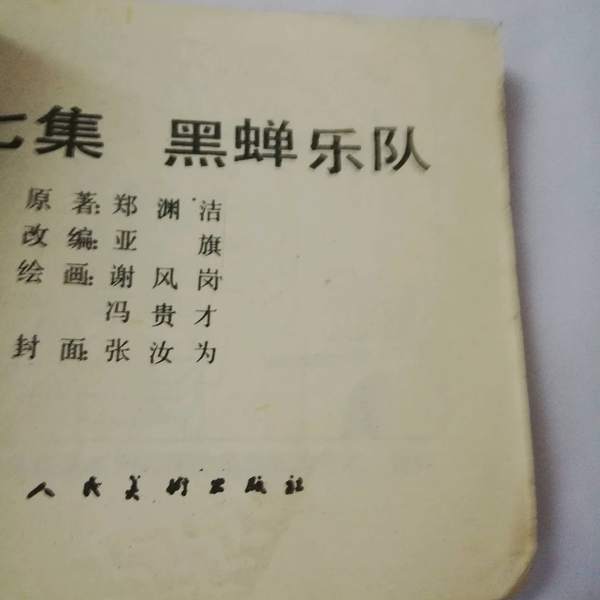 七集 黑蝉乐队
原著:郑渊洁
改编:亚旗
绘画:谢风岗
冯贵才
封面:张汝为
人民美术出版社